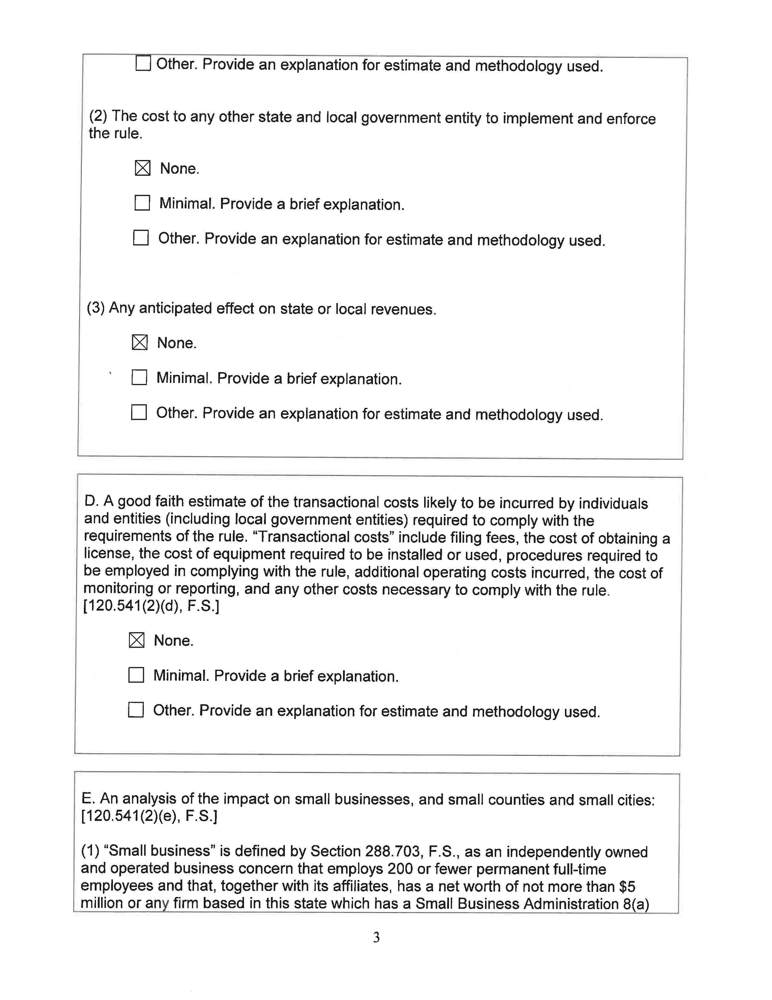 ☐ Other. Provide an explanation for estimate and methodology used.
(2) The cost to any other state and local government entity to implement and enforce
the rule.
☒ None.
☐ Minimal. Provide a brief explanation.
☐ Other. Provide an explanation for estimate and methodology used.
(3) Any anticipated effect on state or local revenues.
☒ None.
☐ Minimal. Provide a brief explanation.
☐ Other. Provide an explanation for estimate and methodology used.
D. A good faith estimate of the transactional costs likely to be incurred by individuals
and entities (including local government entities) required to comply with the
requirements of the rule. “Transactional costs” include filing fees, the cost of obtaining a
license, the cost of equipment required to be installed or used, procedures required to
be employed in complying with the rule, additional operating costs incurred, the cost of
monitoring or reporting, and any other costs necessary to comply with the rule.
[120.541(2)(d), F.S.]
☒ None.
☐ Minimal. Provide a brief explanation.
☐ Other. Provide an explanation for estimate and methodology used.
E. An analysis of the impact on small businesses, and small counties and small cities:
[120.541(2)(e), F.S.]
(1) “Small business” is defined by Section 288.703, F.S., as an independently owned
and operated business concern that employs 200 or fewer permanent full-time
employees and that, together with its affiliates, has a net worth of not more than $5
million or any firm based in this state which has a Small Business Administration 8(a)
3